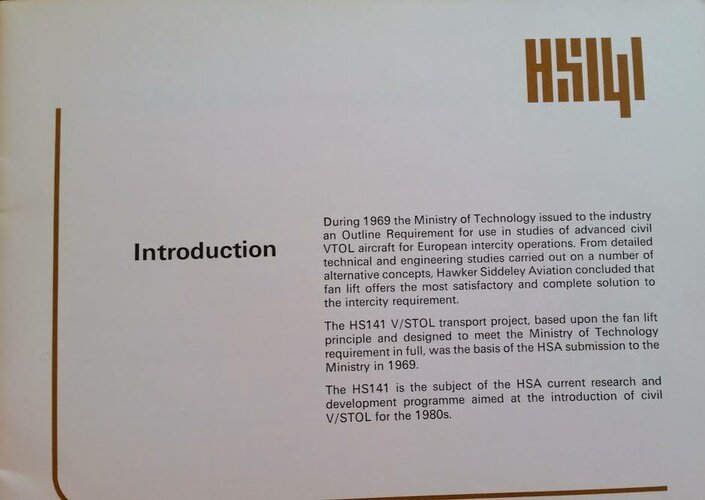 HS141
Introduction
During 1969 the Ministry of Technology issued to the industry
an Outline Requirement for use in studies of advanced civil
VTOL aircraft for European intercity operations. From detailed
technical and engineering studies carried out on a number of
alternative concepts, Hawker Siddeley Aviation concluded that
fan lift offers the most satisfactory and complete solution to
the intercity requirement.
The HS141 V/STOL transport project, based upon the fan lift
principle and designed to meet the Ministry of Technology
requirement in full, was the basis of the HSA submission to the
Ministry in 1969.
The HS141 is the subject of the HSA current research and
development programme aimed at the introduction of civil
V/STOL for the 1980s.